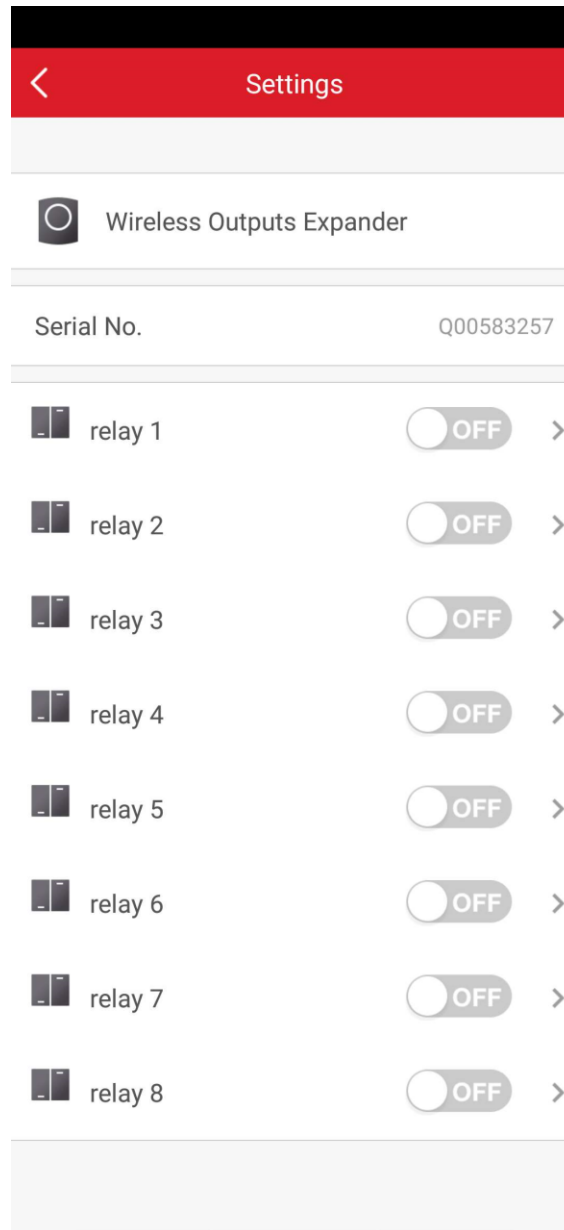 Settings
Wireless Outputs Expander
Serial No. Q00583257
relay 1 OFF
relay 2 OFF
relay 3 OFF
relay 4 OFF
relay 5 OFF
relay 6 OFF
relay 7 OFF
relay 8 OFF